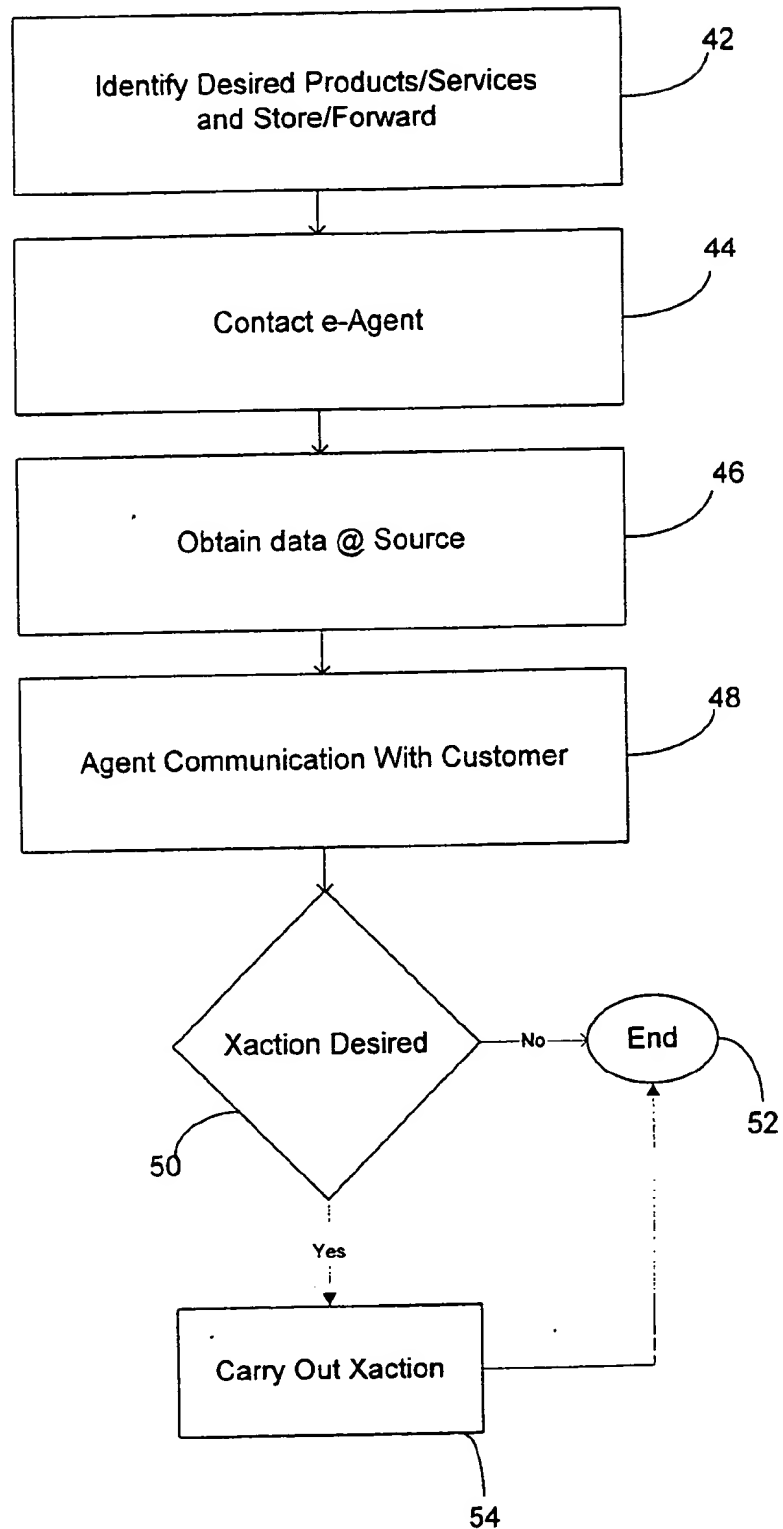 42
Identify Desired Products/Services
and Store/Forward
44
Contact e-Agent
46
Obtain data @ Source
48
Agent Communication With Customer
Xaction Desired
No
End
50
52
Yes
Carry Out Xaction
54